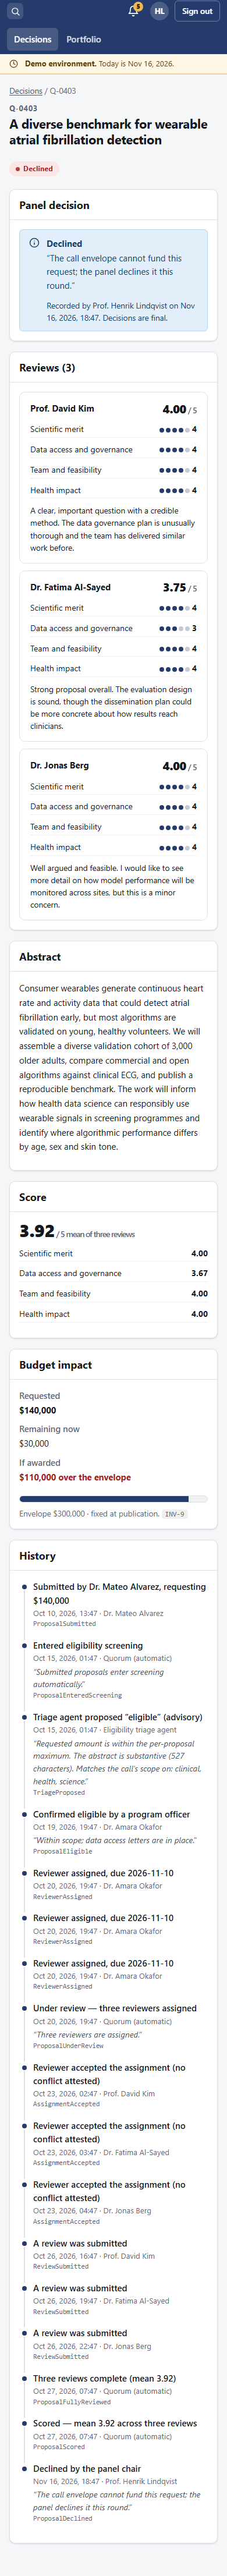 5
HL
Sign out
Decisions
Portfolio
Demo environment. Today is Nov 16, 2026.
Decisions / Q-0403
Q-0403
A diverse benchmark for wearable
atrial fibrillation detection
Declined
Panel decision
Declined
“The call envelope cannot fund this
request; the panel declines it this
round.”
Recorded by Prof. Henrik Lindqvist on Nov
16, 2026, 18:47. Decisions are final.
Reviews (3)
Prof. David Kim 4.00 / 5
Scientific merit 4
Data access and governance 4
Team and feasibility 4
Health impact 4
A clear, important question with a credible
method. The data governance plan is unusually
thorough and the team has delivered similar
work before.
Dr. Fatima Al-Sayed 3.75 / 5
Scientific merit 4
Data access and governance 3
Team and feasibility 4
Health impact 4
Strong proposal overall. The evaluation design
is sound, though the dissemination plan could
be more concrete about how results reach
clinicians.
Dr. Jonas Berg 4.00 / 5
Scientific merit 4
Data access and governance 4
Team and feasibility 4
Health impact 4
Well argued and feasible. I would like to see
more detail on how model performance will be
monitored across sites, but this is a minor
concern.
Abstract
Consumer wearables generate continuous heart
rate and activity data that could detect atrial
fibrillation early, but most algorithms are
validated on young, healthy volunteers. We will
assemble a diverse validation cohort of 3,000
older adults, compare commercial and open
algorithms against clinical ECG, and publish a
reproducible benchmark. The work will inform
how health data science can responsibly use
wearable signals in screening programmes and
identify where algorithmic performance differs
by age, sex and skin tone.
Score
3.92 / 5 mean of three reviews
Scientific merit 4.00
Data access and governance 3.67
Team and feasibility 4.00
Health impact 4.00
Budget impact
Requested
$140,000
Remaining now
$30,000
If awarded
$110,000 over the envelope
Envelope $300,000 · fixed at publication. INV-9
History
Submitted by Dr. Mateo Alvarez, requesting
$140,000
Oct 10, 2026, 13:47 · Dr. Mateo Alvarez
ProposalSubmitted
Entered eligibility screening
Oct 15, 2026, 01:47 · Quorum (automatic)
“Submitted proposals enter screening
automatically.”
ProposalEnteredScreening
Triage agent proposed “eligible” (advisory)
Oct 15, 2026, 01:47 · Eligibility triage agent
“Requested amount is within the per-proposal
maximum. The abstract is substantive (527
characters). Matches the call's scope on: clinical,
health, science.”
TriageProposed
Confirmed eligible by a program officer
Oct 19, 2026, 19:47 · Dr. Amara Okafor
“Within scope; data access letters are in place.”
ProposalEligible
Reviewer assigned, due 2026-11-10
Oct 20, 2026, 19:47 · Dr. Amara Okafor
ReviewerAssigned
Reviewer assigned, due 2026-11-10
Oct 20, 2026, 19:47 · Dr. Amara Okafor
ReviewerAssigned
Reviewer assigned, due 2026-11-10
Oct 20, 2026, 19:47 · Dr. Amara Okafor
ReviewerAssigned
Under review — three reviewers assigned
Oct 20, 2026, 19:47 · Quorum (automatic)
“Three reviewers are assigned.”
ProposalUnderReview
Reviewer accepted the assignment (no
conflict attested)
Oct 23, 2026, 02:47 · Prof. David Kim
AssignmentAccepted
Reviewer accepted the assignment (no
conflict attested)
Oct 23, 2026, 03:47 · Dr. Fatima Al-Sayed
AssignmentAccepted
Reviewer accepted the assignment (no
conflict attested)
Oct 23, 2026, 04:47 · Dr. Jonas Berg
AssignmentAccepted
A review was submitted
Oct 26, 2026, 16:47 · Prof. David Kim
ReviewSubmitted
A review was submitted
Oct 26, 2026, 19:47 · Dr. Fatima Al-Sayed
ReviewSubmitted
A review was submitted
Oct 26, 2026, 22:47 · Dr. Jonas Berg
ReviewSubmitted
Three reviews complete (mean 3.92)
Oct 27, 2026, 07:47 · Quorum (automatic)
ProposalFullyReviewed
Scored — mean 3.92 across three reviews
Oct 27, 2026, 07:47 · Quorum (automatic)
ProposalScored
Declined by the panel chair
Nov 16, 2026, 18:47 · Prof. Henrik Lindqvist
“The call envelope cannot fund this request; the
panel declines it this round.”
ProposalDeclined